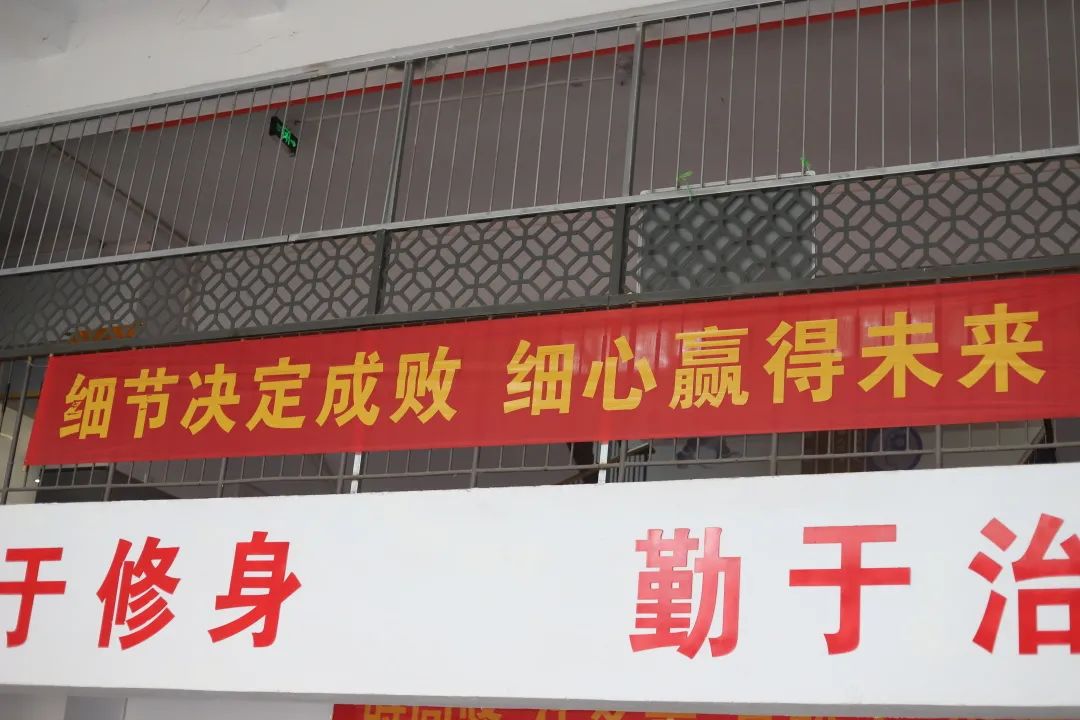 细节决定成败 细心赢得未来
于修身 勤于治